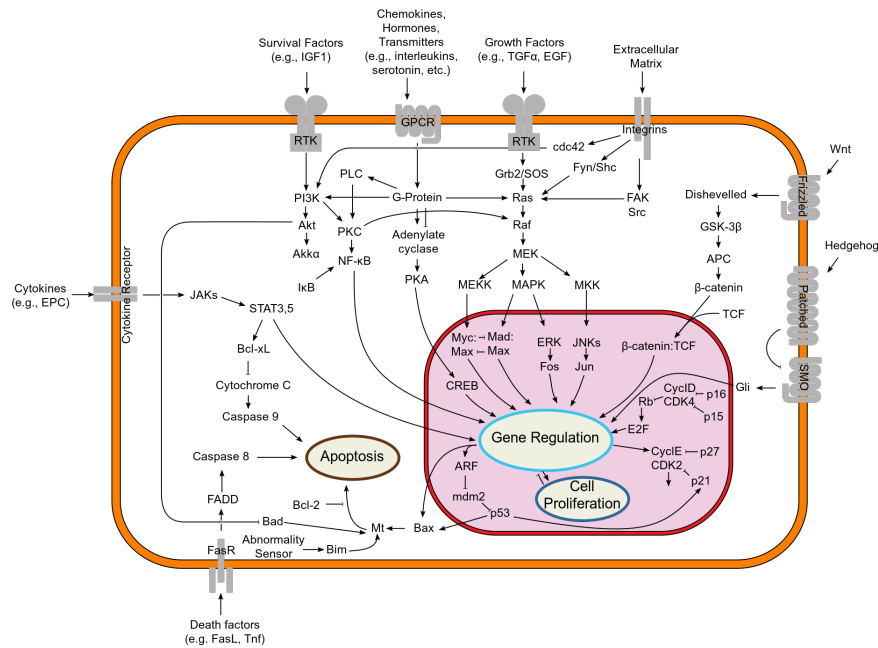 Chemokines,
Hormones,
Transmitters
(e.g., interleukins,
serotonin, etc.)
Survival Factors
(e.g., IGF1)
Growth Factors
(e.g., TGFα, EGF)
Extracellular
Matrix
RTK
GPCR
RTK
Integrins
cdc42
Wnt
Frizzled
PLC
Grb2/SOS
Fyn/Shc
PI3K
G-Protein
Ras
FAK
Src
Dishevelled
Akt
PKC
Adenylate
cyclase
Raf
GSK-3β
Akkα
NF-κB
MEK
APC
Hedgehog
IκB
PKA
MEKK
MAPK
MKK
β-catenin
Patched
Cytokines
(e.g., EPC)
Cytokine Receptor
JAKs
STAT3,5
TCF
Myc:
Max
Mad:
Max
ERK
Fos
JNKs
Jun
β-catenin:TCF
Bcl-xL
Cytochrome C
CREB
SMO
Gli
CycID
CDK4
p16
p15
Rb
E2F
Caspase 9
Gene Regulation
CyclE
CDK2
p27
p21
Caspase 8
Apoptosis
ARF
mdm2
p53
Cell
Proliferation
FADD
Bcl-2
Bad
Mt
Bax
Abnormality
Sensor
Bim
FasR
Death factors
(e.g. FasL, Tnf)